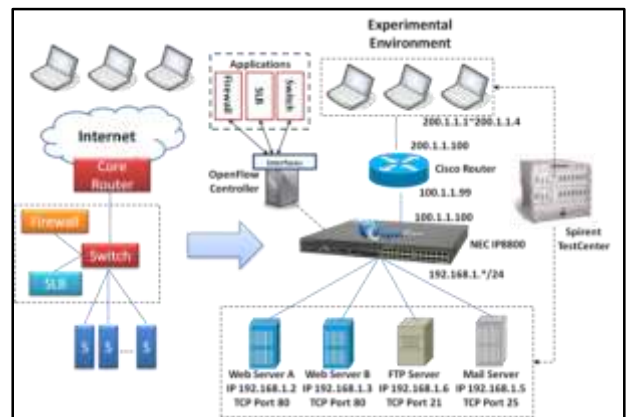 Experimental
Environment
Applications
Firewall
SLB
Switch
Interface
OpenFlow
Controller
200.1.1.1~200.1.1.4
200.1.1.100
Cisco Router
100.1.1.99
100.1.1.100
NEC IP8800
192.168.1.*/24
Spirent
TestCenter
Internet
Core
Router
Firewall
Switch
SLB
S
S
...
S
Web Server A
IP 192.168.1.2
TCP Port 80
Web Server B
IP 192.168.1.3
TCP Port 80
FTP Server
IP 192.168.1.6
TCP Port 21
Mail Server
IP 192.168.1.5
TCP Port 25